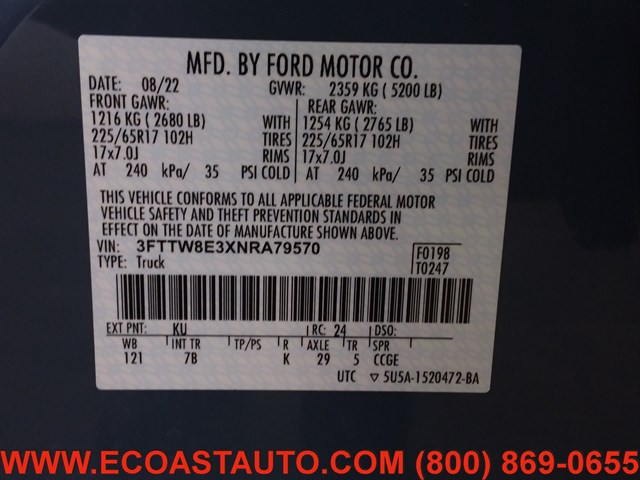 MFD. BY FORD MOTOR CO.
DATE: 08/22 GVWR: 2359 KG ( 5200 LB)
FRONT GAWR: REAR GAWR:
1216 KG ( 2680 LB) WITH 1254 KG ( 2765 LB) WITH
225/65R17 102H TIRES 225/65R17 102H TIRES
17x7.0J RIMS 17x7.0J RIMS
AT 240 kPa/ 35 PSI COLD AT 240 kPa/ 35 PSI COLD
THIS VEHICLE CONFORMS TO ALL APPLICABLE FEDERAL MOTOR
VEHICLE SAFETY AND THEFT PREVENTION STANDARDS IN
EFFECT ON THE DATE OF MANUFACTURE SHOWN ABOVE.
VIN: 3FTTW8E3XNRA79570 F0198
TYPE: Truck T0247
EXT PNT: KU RC: 24 DSO:
WB INT TR TP/PS R AXLE TR SPR
121 7B K 29 5 CCGE
UTC ▽ 5U5A-1520472-BA
WWW.ECOASTAUTO.COM (800) 869-0655